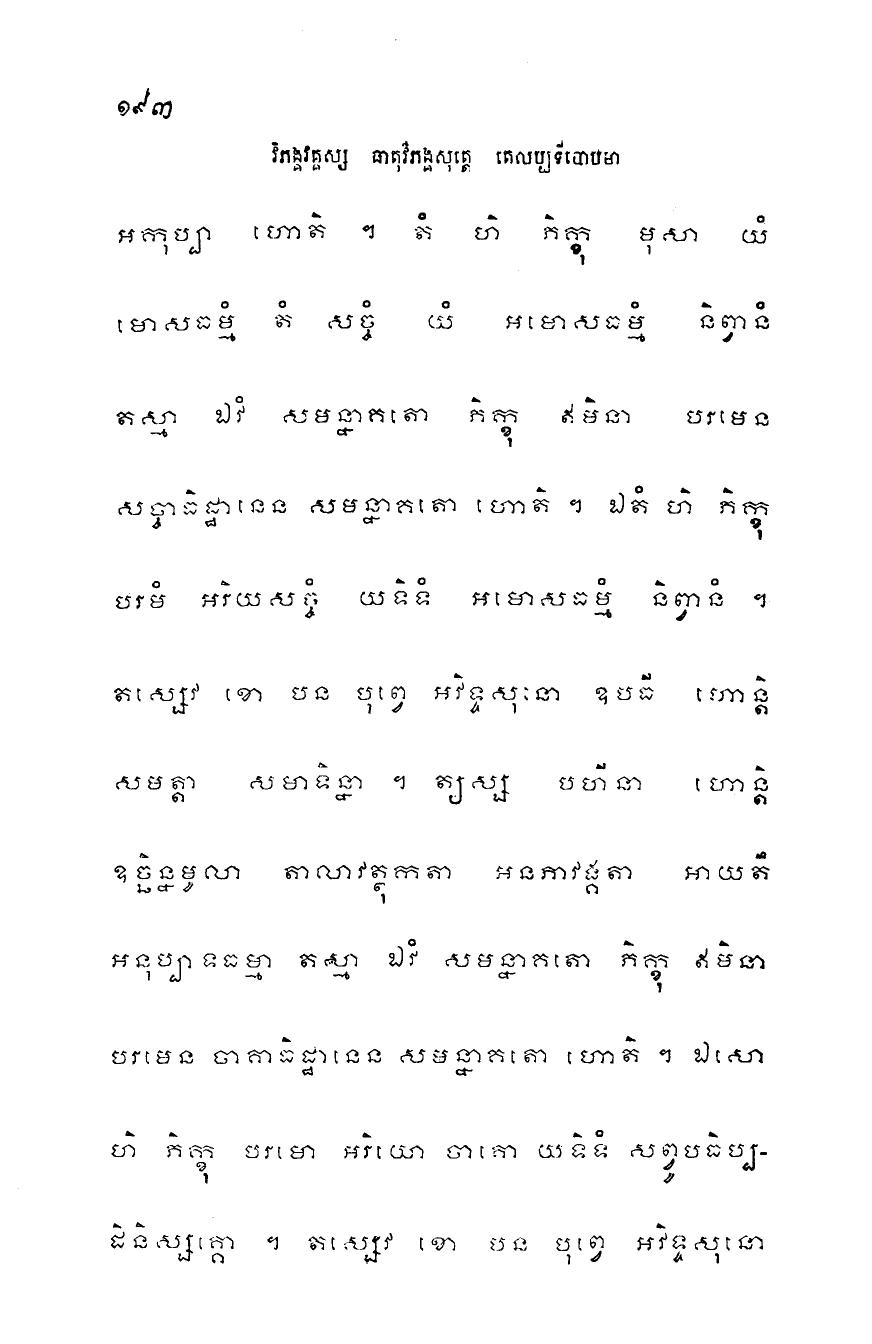 ១៩៣
វិភង្គវគ្គស្ស ធាតុវិភង្គសុត្តេ តេលប្បទីបោបមា
អកុប្បា ហោតិ ។ តំ ហិ ភិក្ខុ មុសា យំ
មោសធម្មំ តំ សច្ចំ យំ អមោសធម្មំ និព្វានំ
តស្មា ឯវំ សមន្នាគតោ ភិក្ខុ ឥមិនា បរមេន
សច្ចាធិដ្ឋានេន សមន្នាគតោ ហោតិ ។ ឯតំ ហិ ភិក្ខុ
បរមំ អរិយសច្ចំ យទិទំ អមោសធម្មំ និព្វានំ ។
តស្សេវ ខោ បន បុព្វេ អវិទ្ទសុនោ ឧបធី ហោន្តិ
សមត្តា សមាទិន្នា ។ ត្យស្ស បហីនា ហោន្តិ
ឧច្ឆិន្នមូលា តាលាវត្ថុកតា អនភាវង្គតា អាយតឹ
អនុប្បាទធម្មា តស្មា ឯវំ សមន្នាគតោ ភិក្ខុ ឥមិនា
បរមេន ចាគាធិដ្ឋានេន សមន្នាគតោ ហោតិ ។ ឯសោ
ហិ ភិក្ខុ បរមោ អរិយោ ចាគោ យទិទំ សព្វូបធិប្ប-
ដិនិស្សគ្គោ ។ តស្សេវ ខោ បន បុព្វេ អវិទ្ទសុនោ